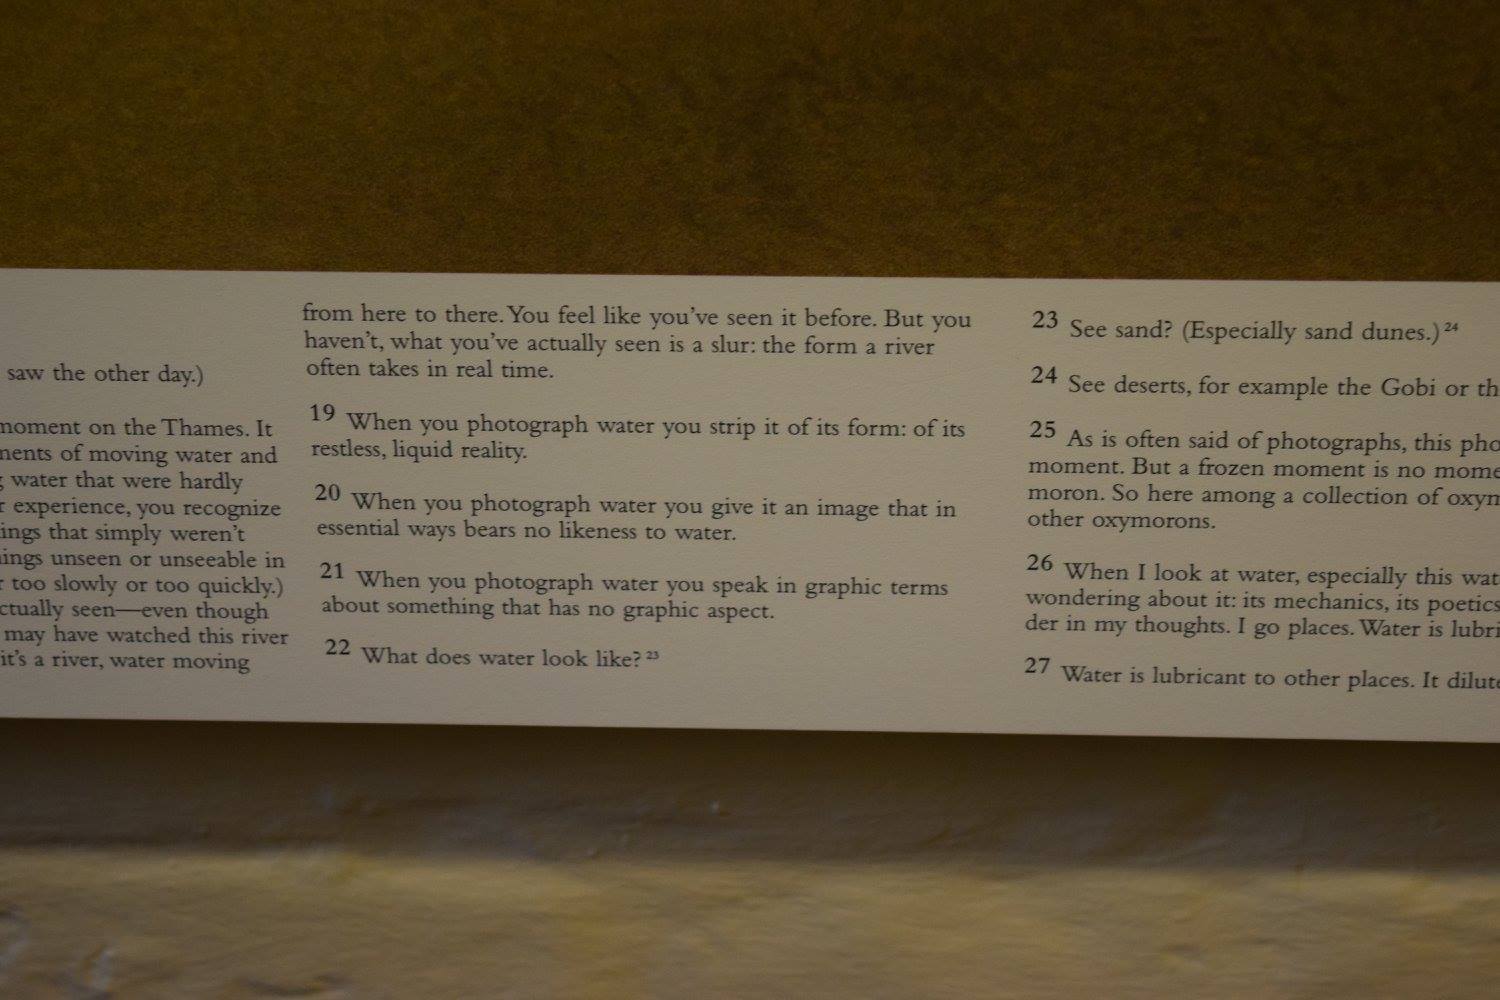 saw the other day.)
moment on the Thames. It
of moving water and
water that were hardly
experience, you recognize
that simply weren't
unseen or unseeable in
too slowly or too quickly.)
seen—even though
may have watched this river
it's a river, water moving
from here to there. You feel like you've seen it before. But you
haven't, what you've actually seen is a slur: the form a river
often takes in real time.
19 When you photograph water you strip it of its form: of its
restless, liquid reality.
20 When you photograph water you give it an image that in
essential ways bears no likeness to water.
21 When you photograph water you speak in graphic terms
about something that has no graphic aspect.
22 What does water look like? 23
23 See sand? (Especially sand dunes.) 24
24 See deserts, for example the Gobi or th
25 As is often said of photographs, this pho
moment. But a frozen moment is no mome
moron. So here among a collection of oxym
other oxymorons.
26 When I look at water, especially this wat
wondering about it: its mechanics, its poetics
der in my thoughts. I go places. Water is lubri
27 Water is lubricant to other places. It dilute